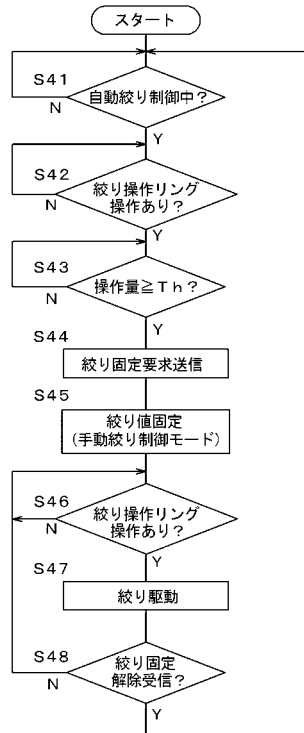 スタート
S41
自動絞り制御中？
N
Y
S42
絞り操作リング
操作あり？
N
Y
S43
操作量≧Ｔｈ？
N
Y
S44
絞り固定要求送信
S45
絞り値固定
(手動絞り制御モード)
S46
絞り操作リング
操作あり？
N
Y
S47
絞り駆動
S48
絞り固定
解除受信？
N
Y